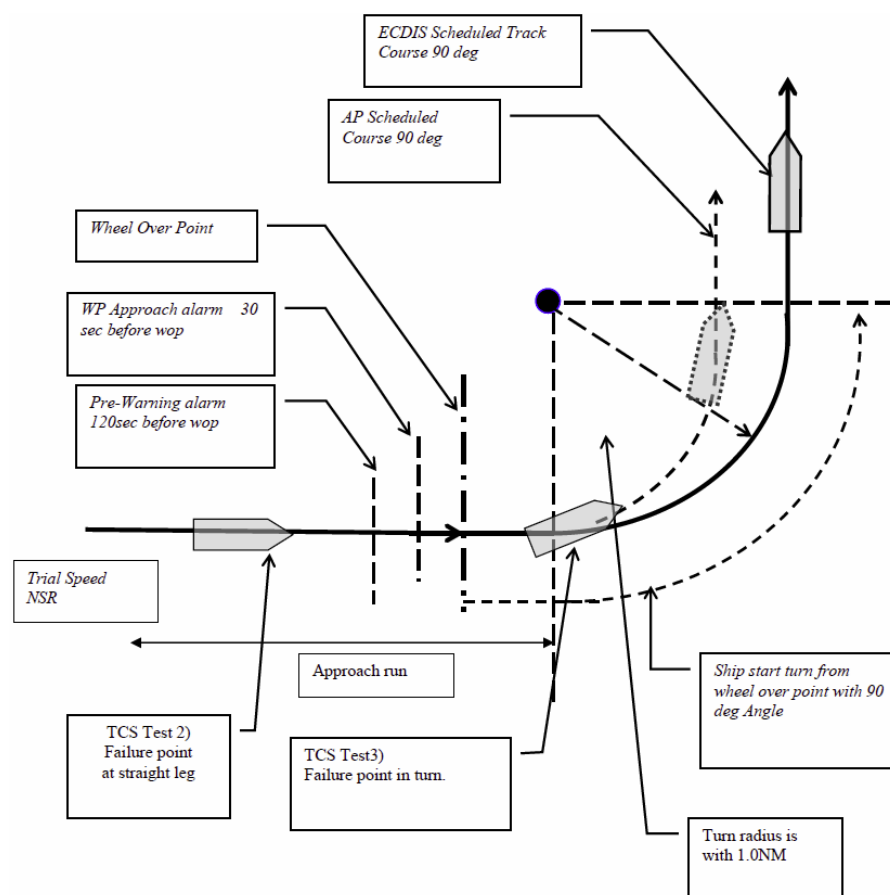 ECDIS Scheduled Track
Course 90 deg
AP Scheduled
Course 90 deg
Wheel Over Point
WP Approach alarm 30
sec before wop
Pre-Warning alarm
120sec before wop
Trial Speed
NSR
Approach run
Ship start turn from
wheel over point with 90
deg Angle
TCS Test 2)
Failure point
at straight leg
TCS Test3)
Failure point in turn.
Turn radius is
with 1.0NM